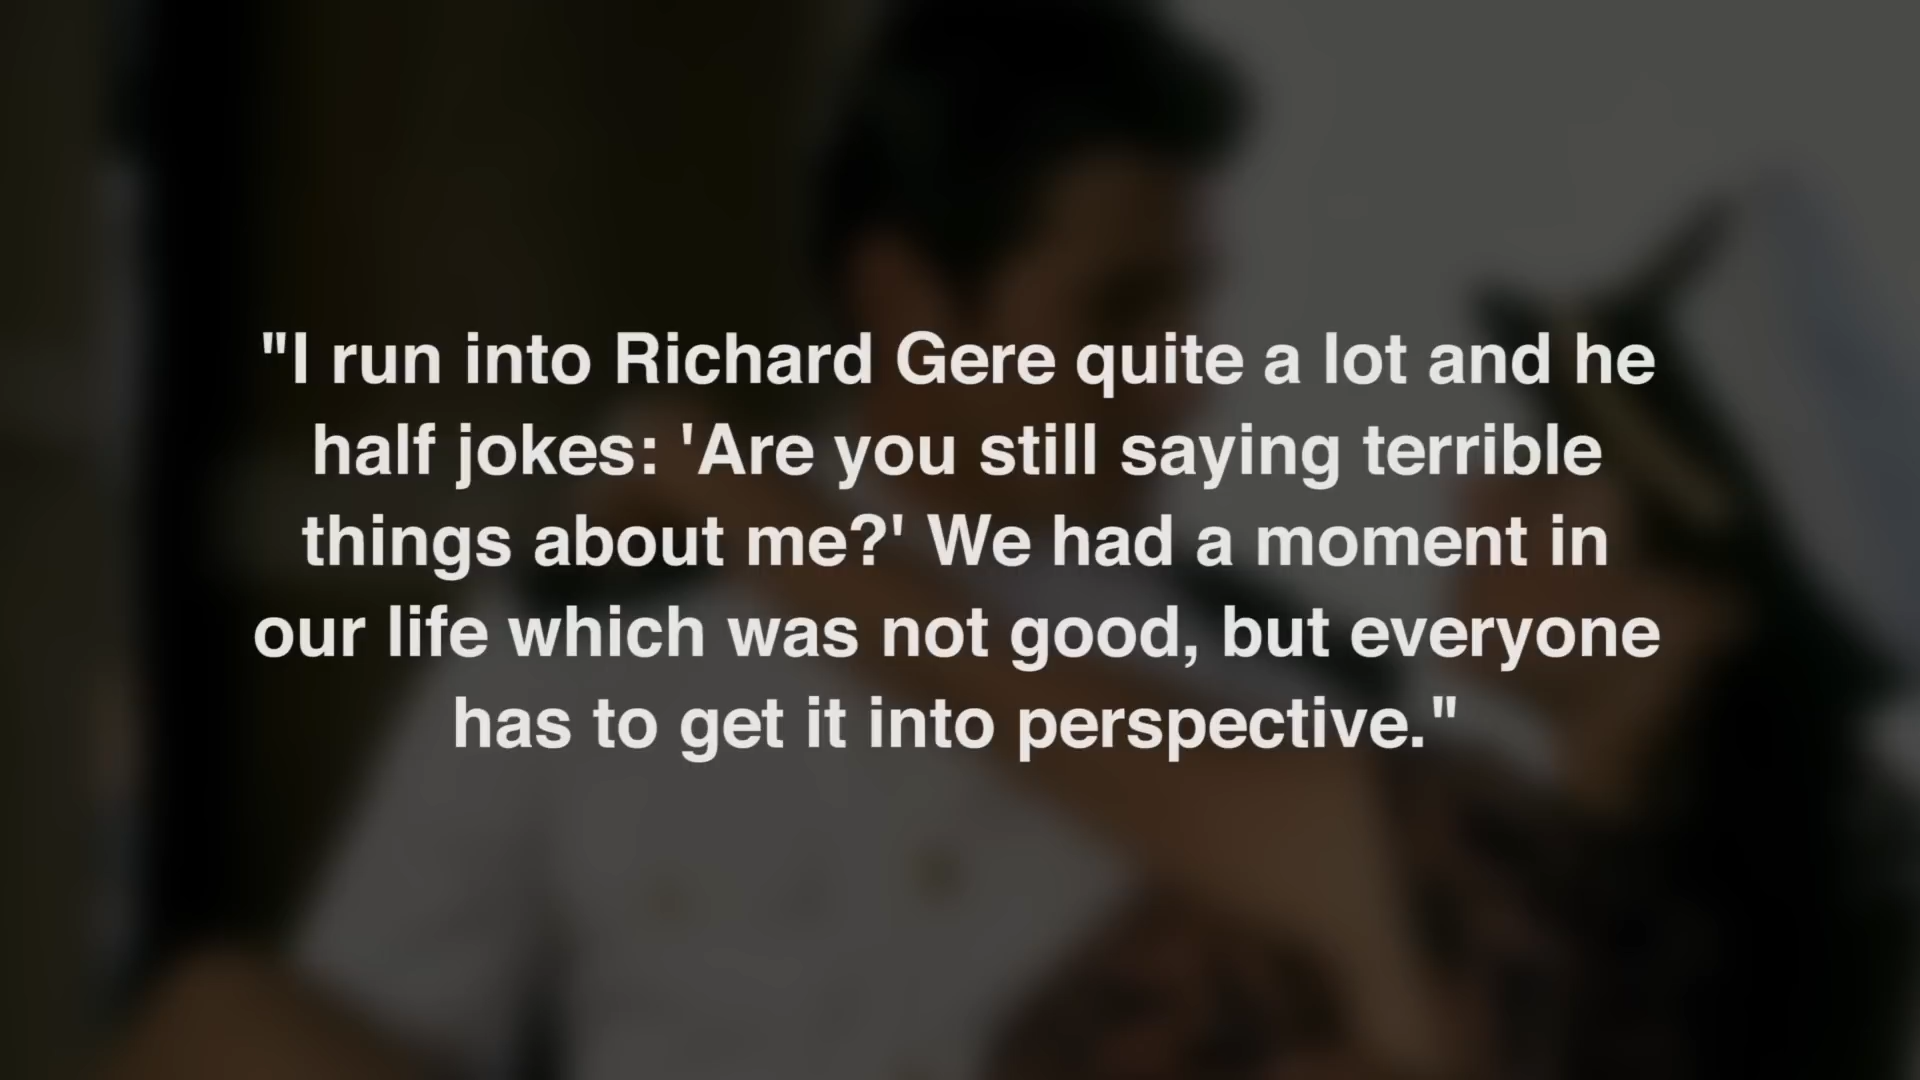 "I run into Richard Gere quite a lot and he
half jokes: 'Are you still saying terrible
things about me?' We had a moment in
our life which was not good, but everyone
has to get it into perspective."